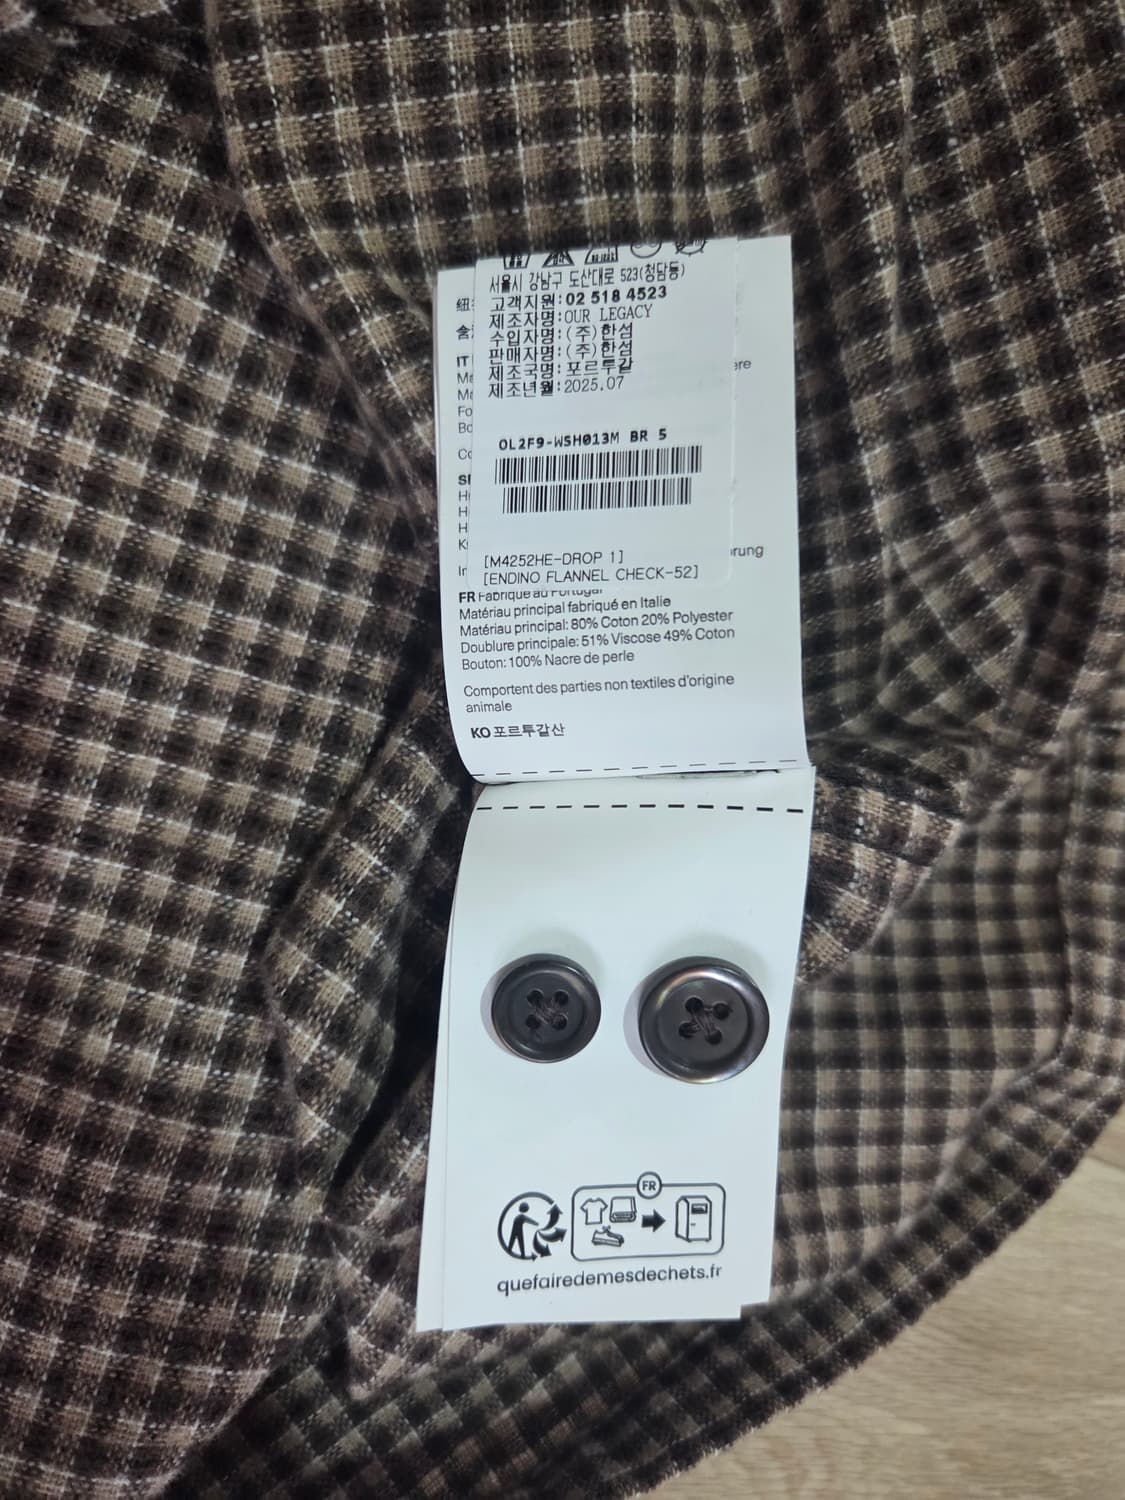 서울시 강남구 도산대로 523(청담동)
고객지원:02 518 4523
제조자명:OUR LEGACY
수입자명:(주)한섬
판매자명:(주)한섬
제조국명:포르투갈
제조년월:2025.07
OL2F9-WSH013M BR 5
[M4252HE-DROP 1]
[ENDINO FLANNEL CHECK-52]
IT
FR Fabriqué au Portugal
Matériau principal fabriqué en Italie
Matériau principal: 80% Coton 20% Polyester
Doublure principale: 51% Viscose 49% Coton
Bouton: 100% Nacre de perle
Comportent des parties non textiles d'origine
animale
KO 포르투갈산
FR
quefairedemesdechets.fr